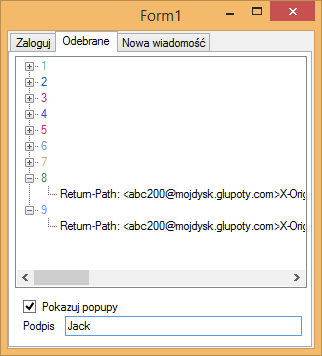 Form1
Zaloguj Odebrane Nowa wiadomość
1
2
3
4
5
6
7
8
Return-Path: <abc200@mojdysk.glupoty.com>X-Orig
9
Return-Path: <abc200@mojdysk.glupoty.com>X-Orig
Pokazuj popupy
Podpis Jack